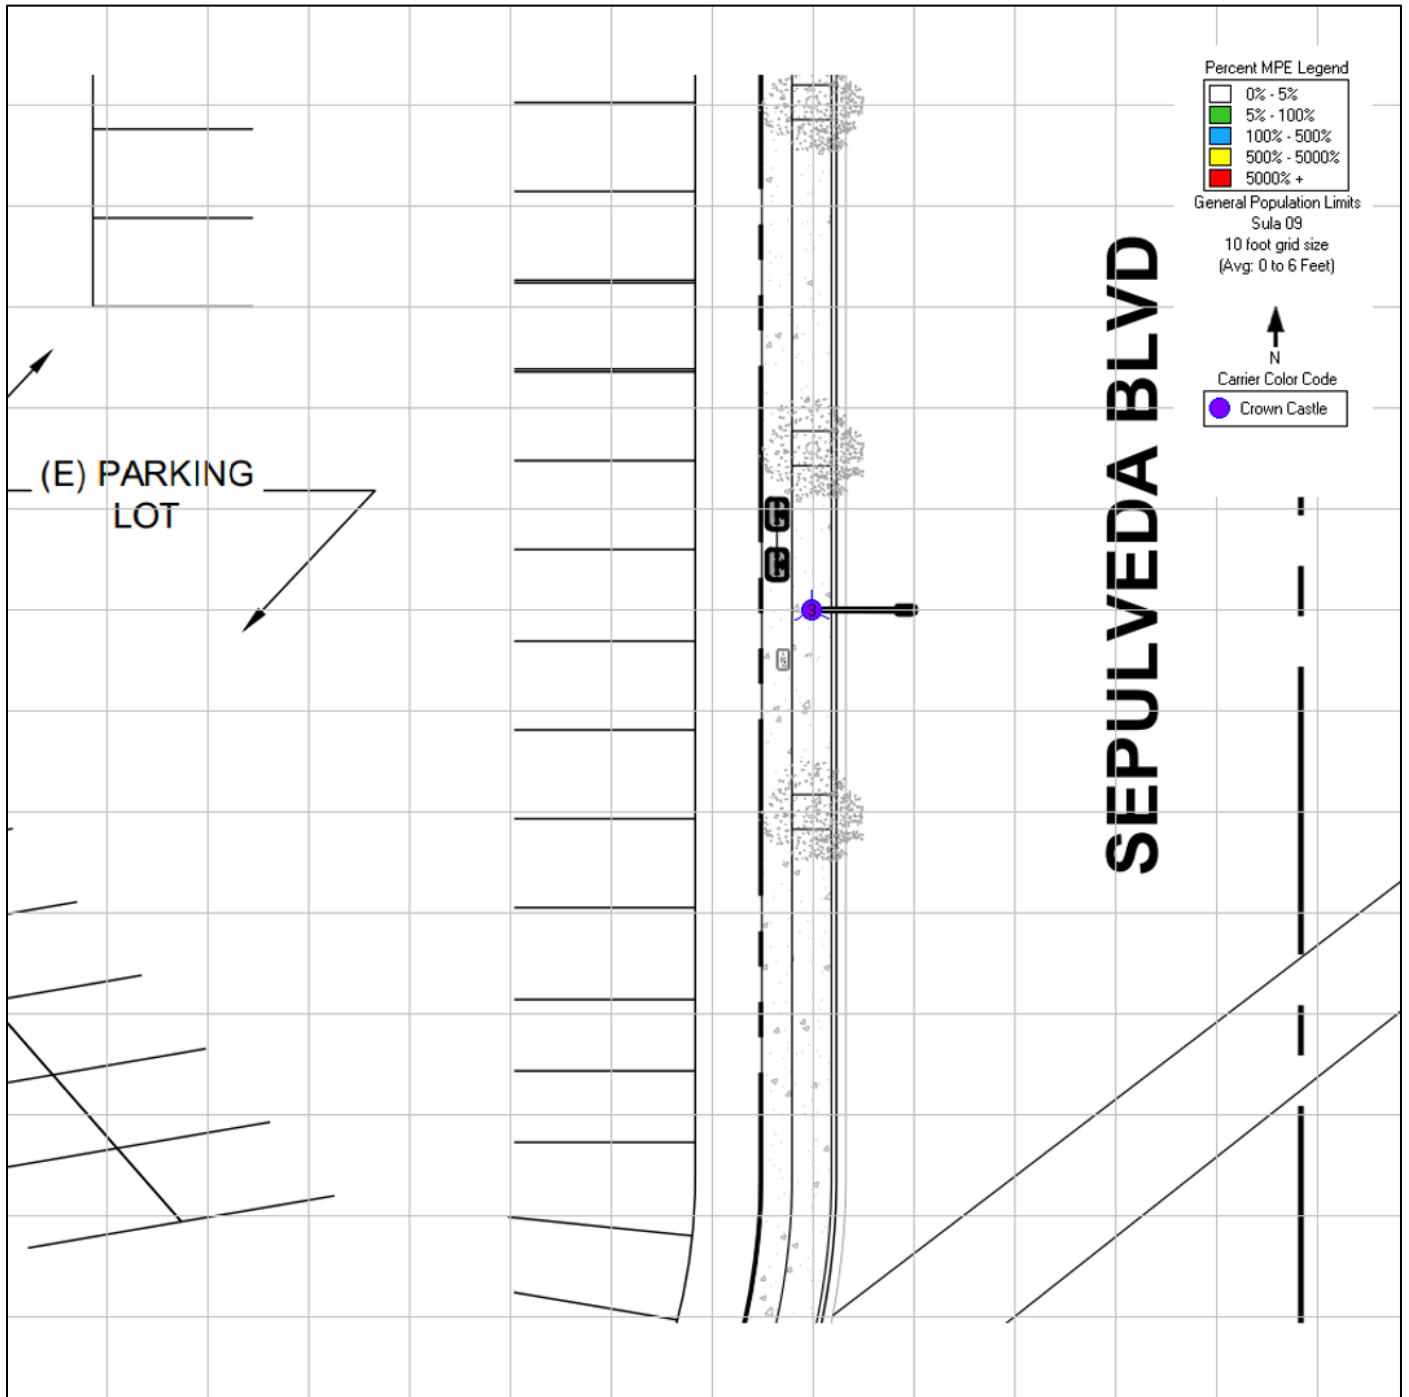 Percent MPE Legend
0% - 5%
5% - 100%
100% - 500%
500% - 5000%
5000% +
General Population Limits
Sula 09
10 foot grid size
(Avg: 0 to 6 Feet)
N
Carrier Color Code
Crown Castle
SEPULVEDA BLVD
(E) PARKING
LOT
3